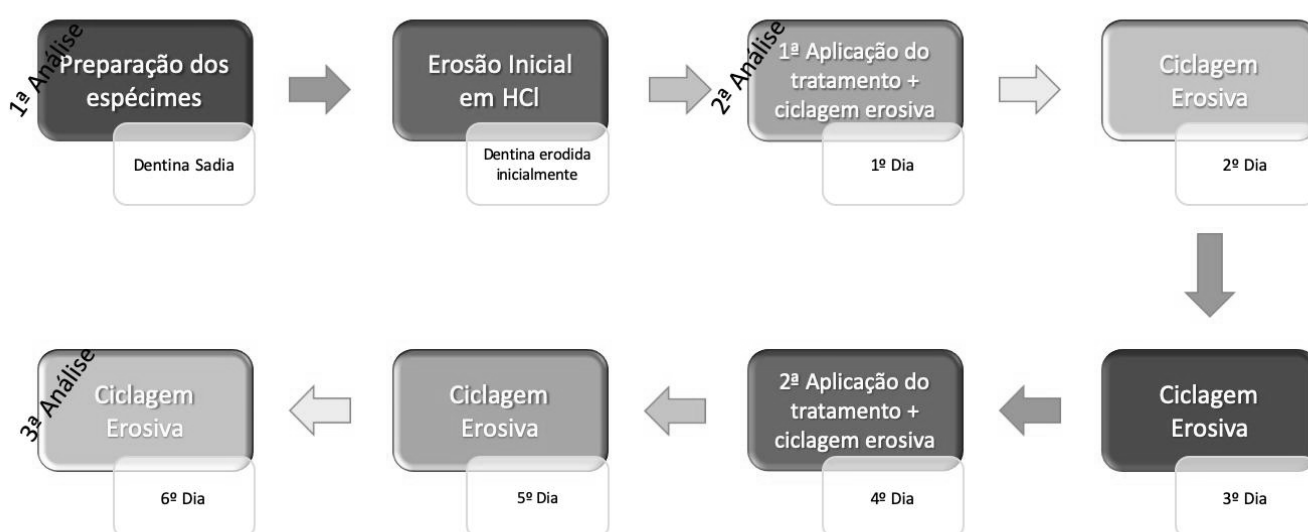 1ª Análise
Preparação dos
espécimes
Dentina Sadia
Erosão Inicial
em HCl
Dentina erodida
inicialmente
2ª Análise
1ª Aplicação do
tratamento +
ciclagem erosiva
1º Dia
Ciclagem
Erosiva
2º Dia
Ciclagem
Erosiva
3º Dia
2ª Aplicação do
tratamento +
ciclagem erosiva
4º Dia
Ciclagem
Erosiva
5º Dia
3ª Análise
Ciclagem
Erosiva
6º Dia